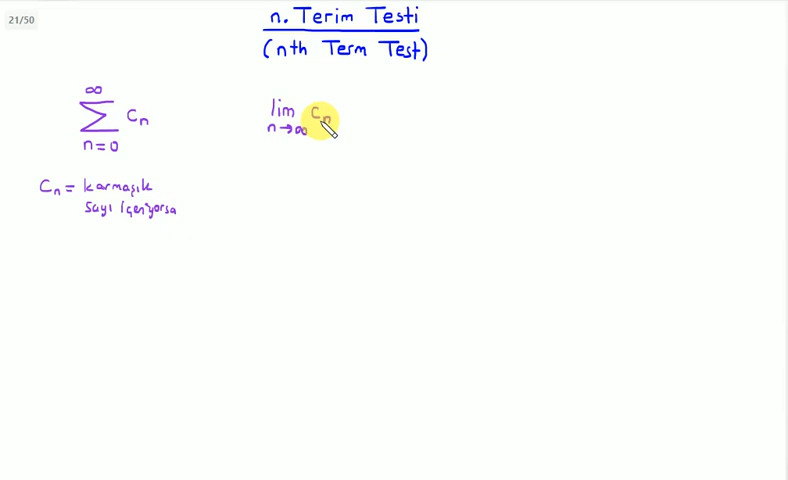 21/50
n. Terim Testi
(nth Term Test)
∞
∑ Cn
n=0
lim Cn
n→∞
Cn = karmaşık
sayı içeriyorsa